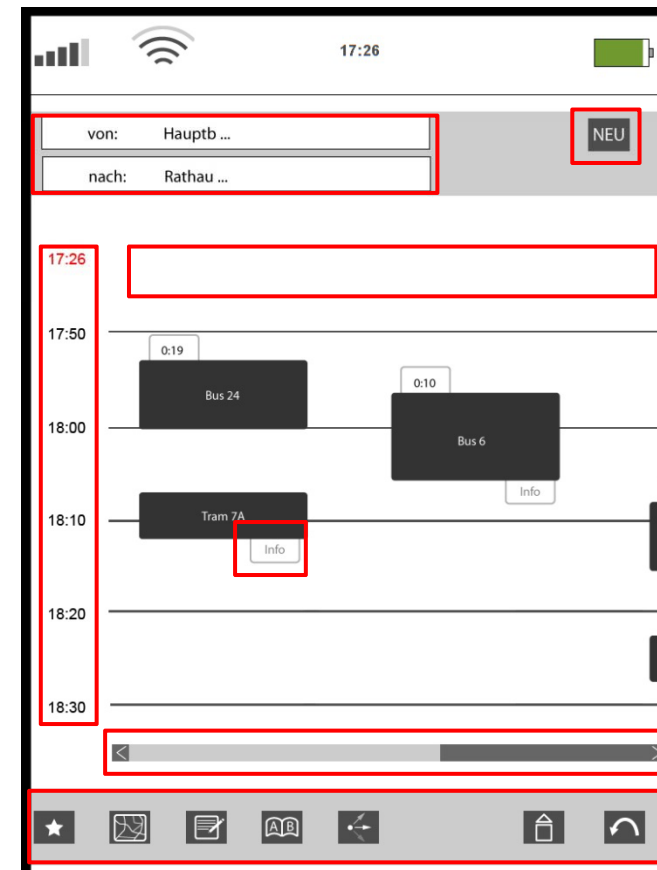 17:26
von: Hauptb ...
NEU
nach: Rathau ...
17:26
17:50
0:19
Bus 24
0:10
18:00
Bus 6
Info
18:10
Tram 7A
Info
18:20
18:30
A B